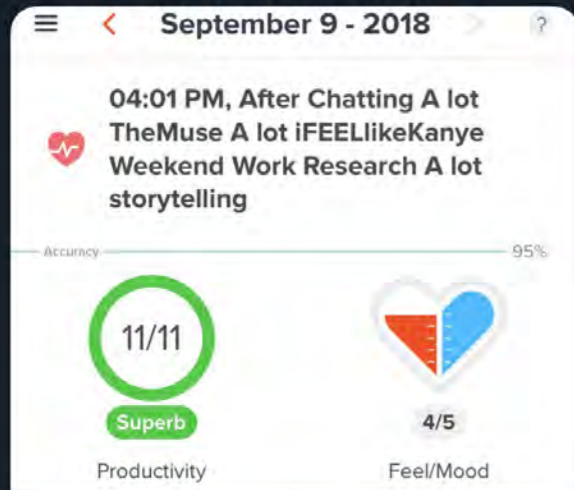 September 9 - 2018
?
04:01 PM, After Chatting A lot
TheMuse A lot iFEELlikeKanye
Weekend Work Research A lot
storytelling
Accuracy
95%
11/11
Superb
Productivity
4/5
Feel/Mood